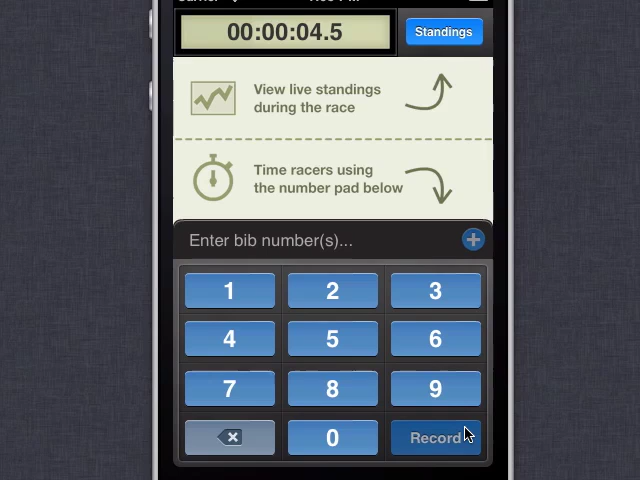 00:00:04.5
Standings
View live standings
during the race
Time racers using
the number pad below
Enter bib number(s)...
1 2 3
4 5 6
7 8 9
0 Record